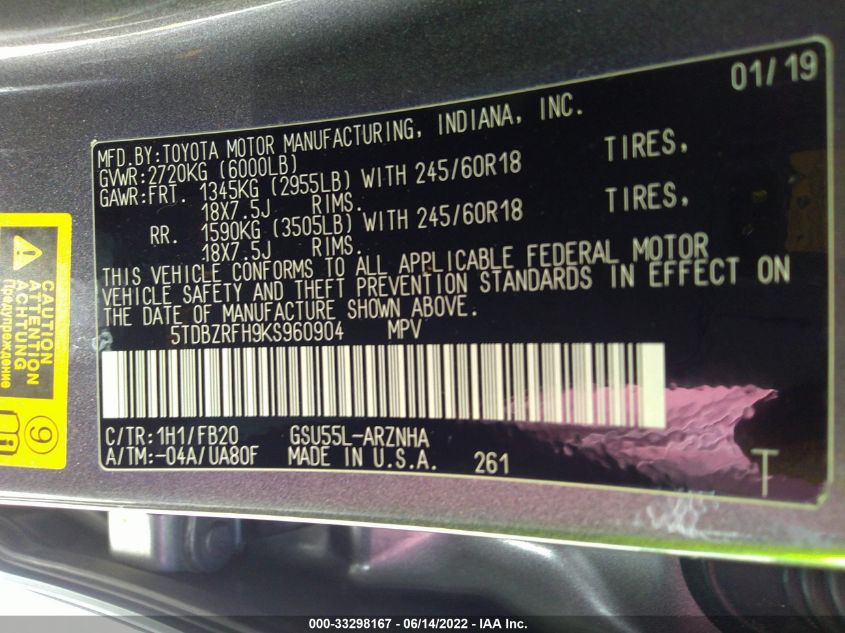 01/19
MFD.BY:TOYOTA MOTOR MANUFACTURING, INDIANA, INC.
GVWR:2720KG (6000LB)
GAWR:FRT. 1345KG (2955LB) WITH 245/60R18 TIRES,
18X7.5J RIMS.
RR. 1590KG (3505LB) WITH 245/60R18 TIRES,
18X7.5J RIMS.
THIS VEHICLE CONFORMS TO ALL APPLICABLE FEDERAL MOTOR
VEHICLE SAFETY AND THEFT PREVENTION STANDARDS IN EFFECT ON
THE DATE OF MANUFACTURE SHOWN ABOVE.
5TDBZRFH9KS960904 MPV
C/TR:1H1/FB20 GSU55L-ARZNHA
A/TM:-04A/UA80F MADE IN U.S.A. 261
T
CAUTION
ATTENTION
ACHTUNG
Предупреждение
9
000-33298167 - 06/14/2022 - IAA Inc.